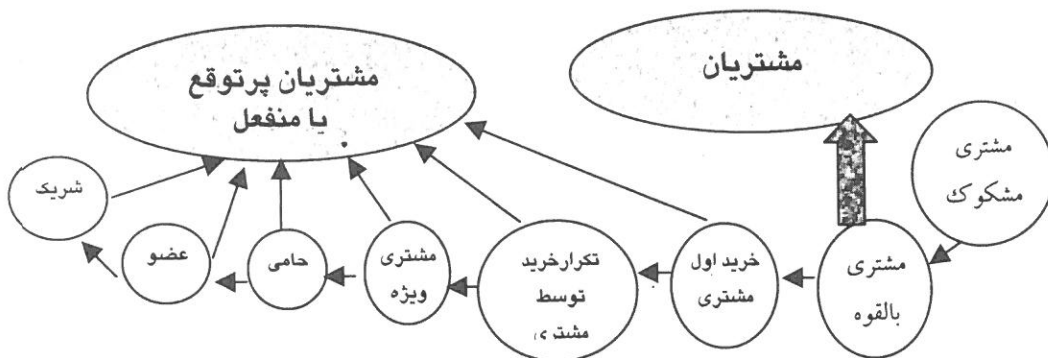 مشتریان
مشتریان پرتوقع
یا منفعل
مشتری
مشکوک
مشتری
بالقوه
خرید اول
مشتری
تکرارخرید
توسط
مشتری
مشتری
ویژه
حامی
عضو
شریک